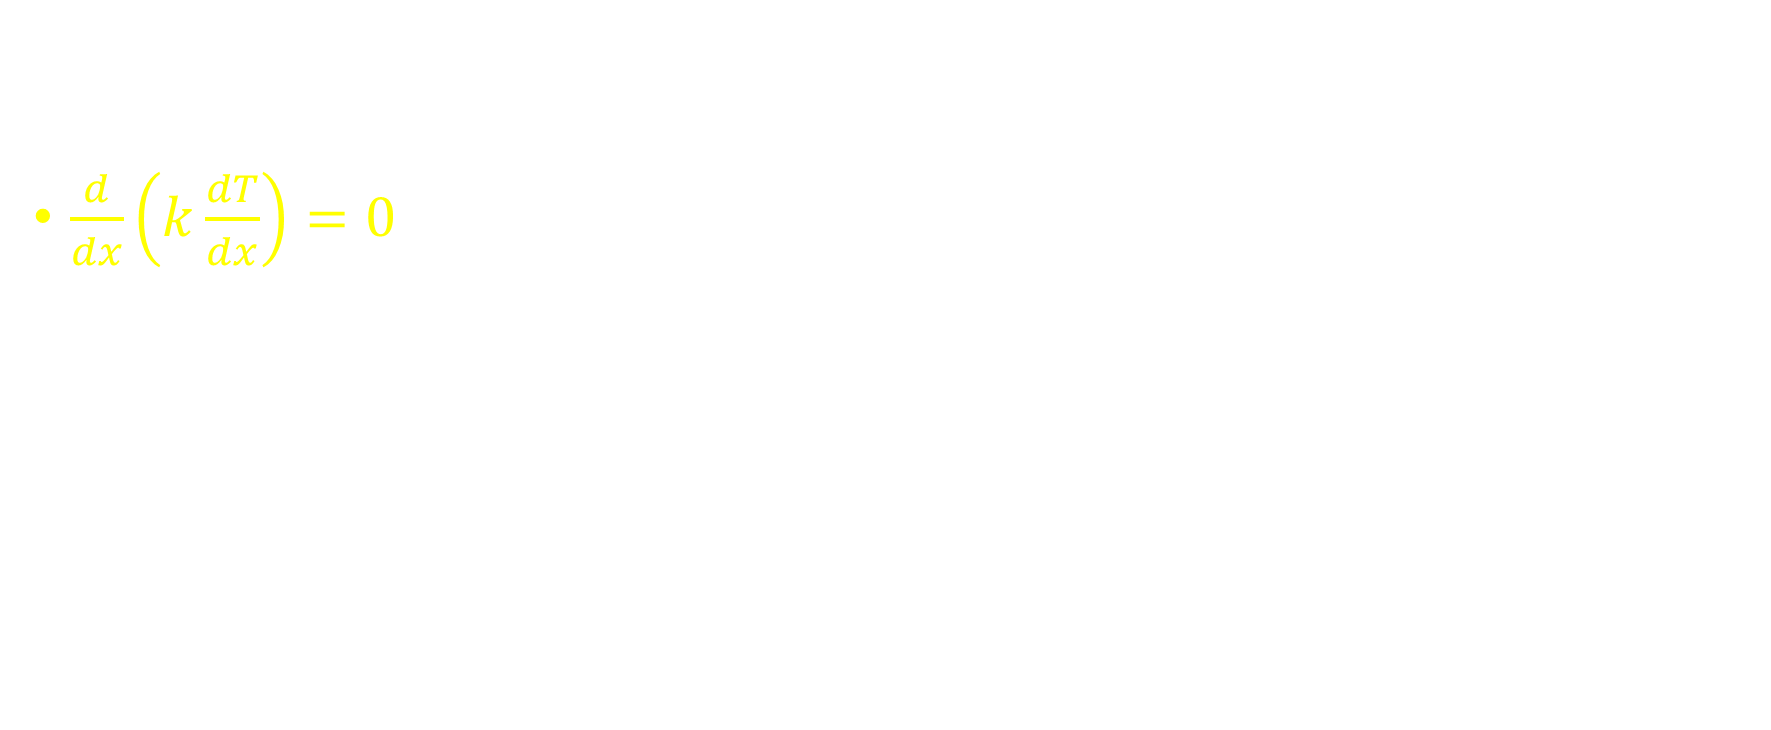 • d/dx (k dT/dx) = 0